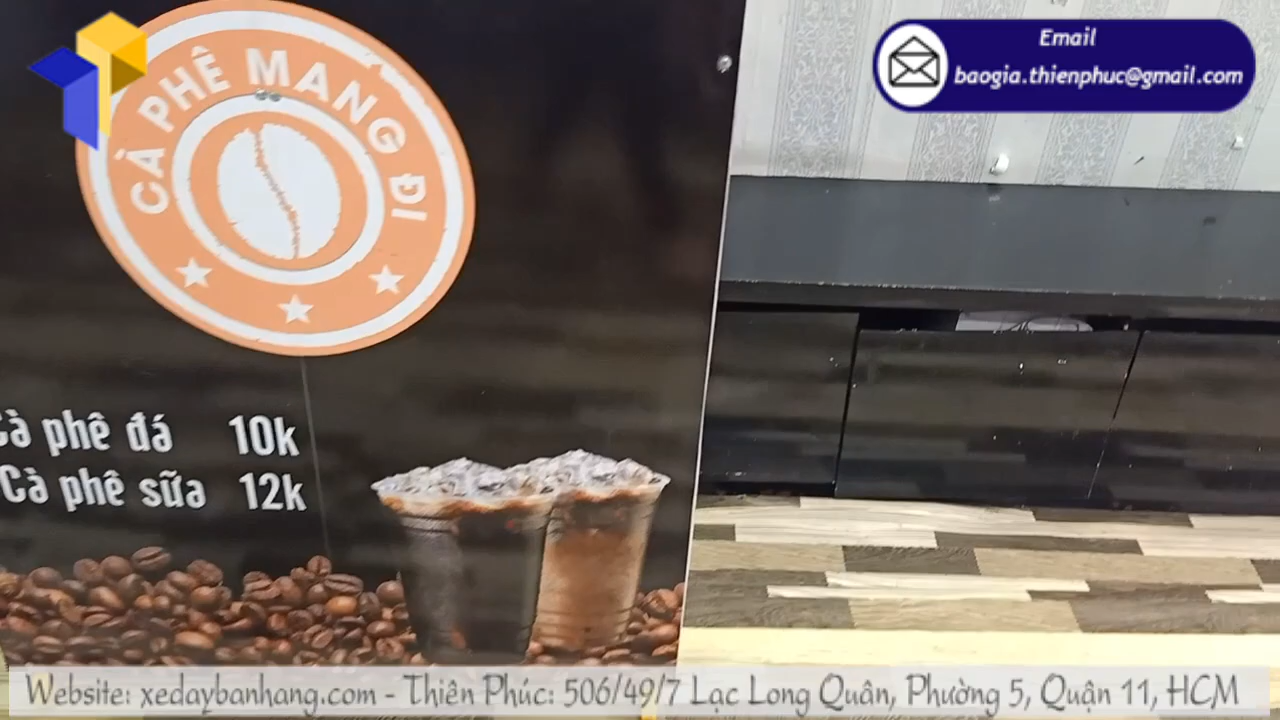 CÀ PHÊ MANG ĐI
Email
baogia.thienphuc@gmail.com
Cà phê đá 10k
Cà phê sữa 12k
Website: xedaybanhang.com - Thiên Phúc: 506/49/7 Lạc Long Quân, Phường 5, Quận 11, HCM